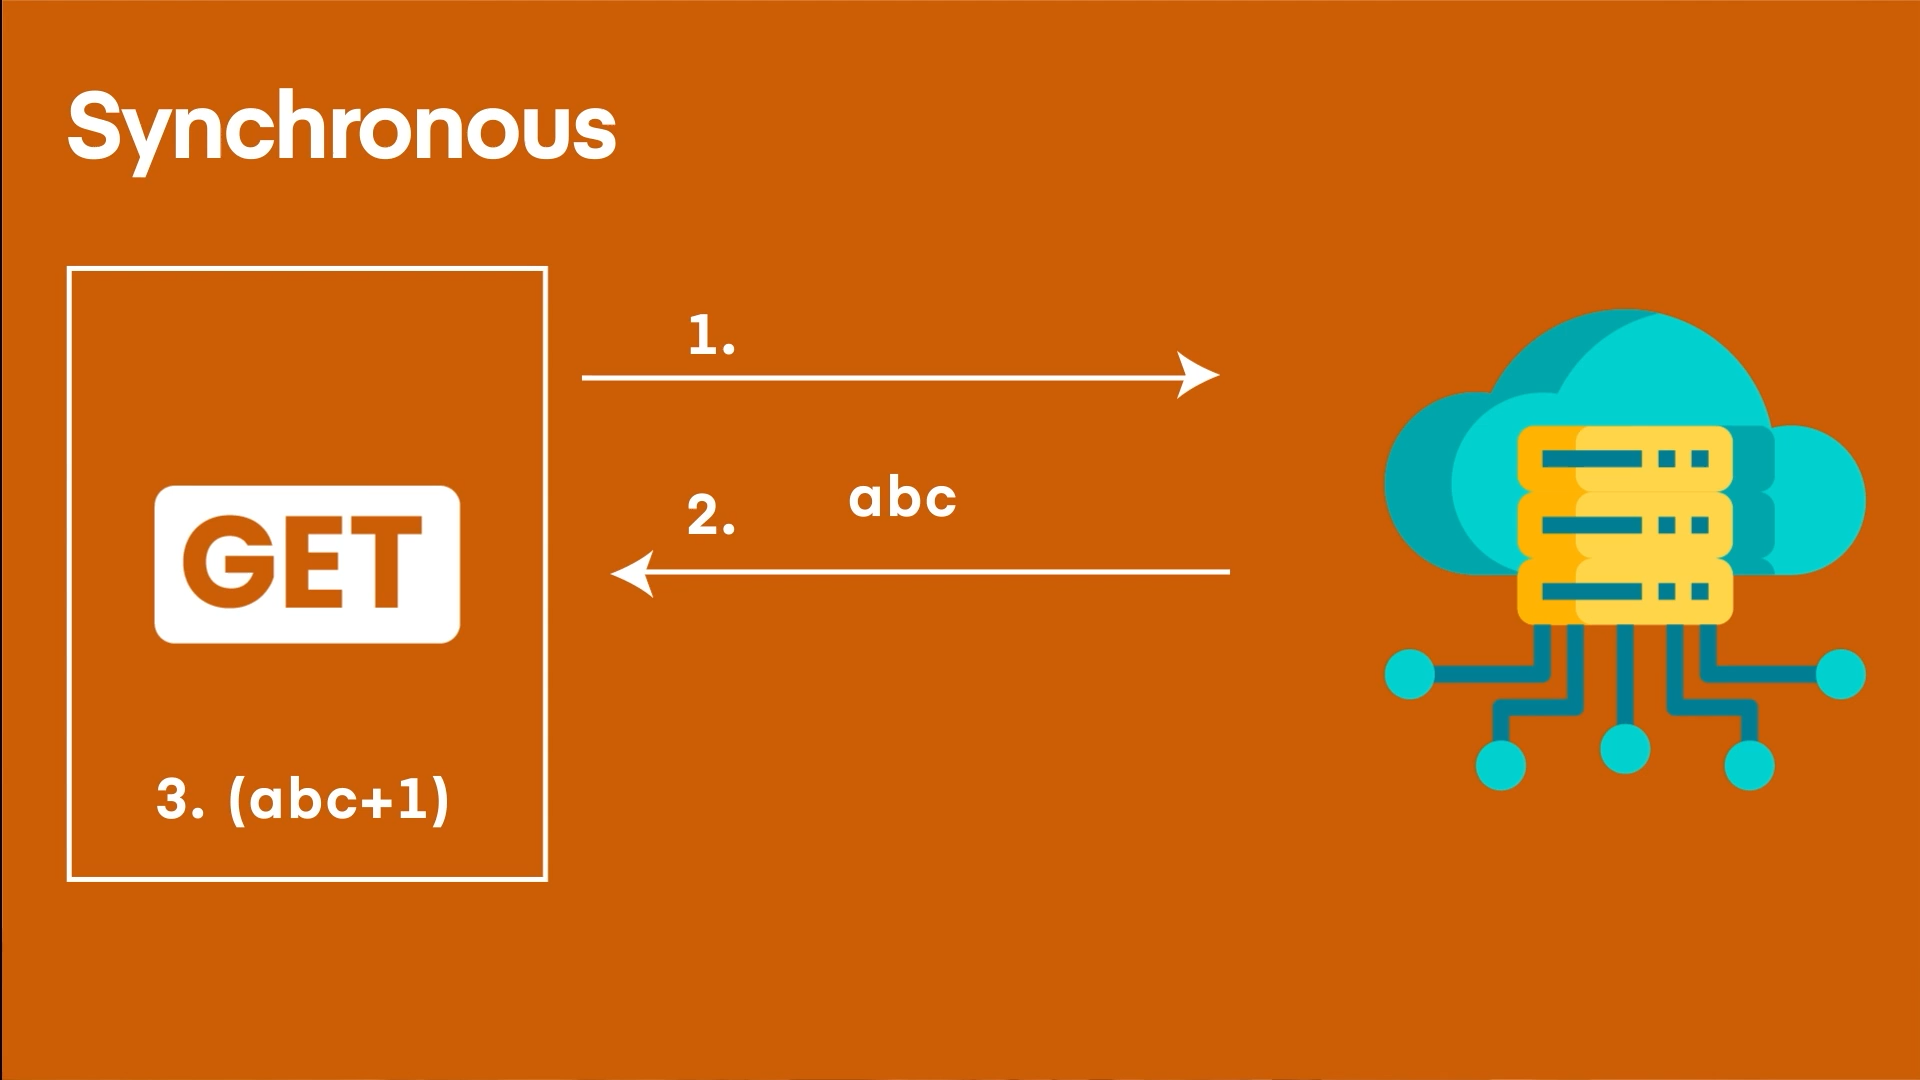 Synchronous
1.
2. abc
GET
3. (abc+1)